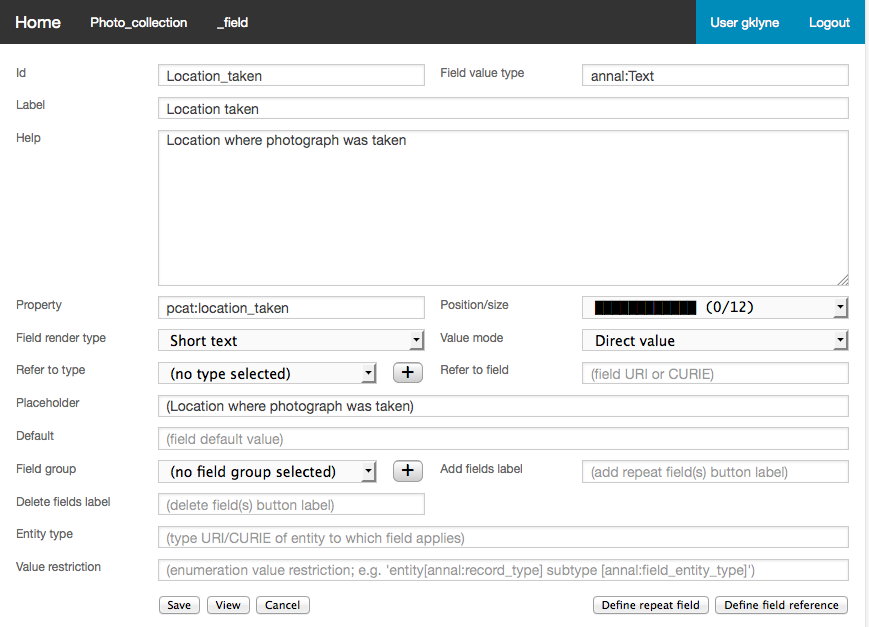 Home Photo_collection _field User gklyne Logout
Id Location_taken Field value type annal:Text
Label Location taken
Help Location where photograph was taken
Property pcat:location_taken Position/size ████████████ (0/12)
Field render type Short text Value mode Direct value
Refer to type (no type selected) + Refer to field (field URI or CURIE)
Placeholder (Location where photograph was taken)
Default (field default value)
Field group (no field group selected) + Add fields label (add repeat field(s) button label)
Delete fields label (delete field(s) button label)
Entity type (type URI/CURIE of entity to which field applies)
Value restriction (enumeration value restriction; e.g. 'entity[annal:record_type] subtype [annal:field_entity_type]')
Save View Cancel Define repeat field Define field reference